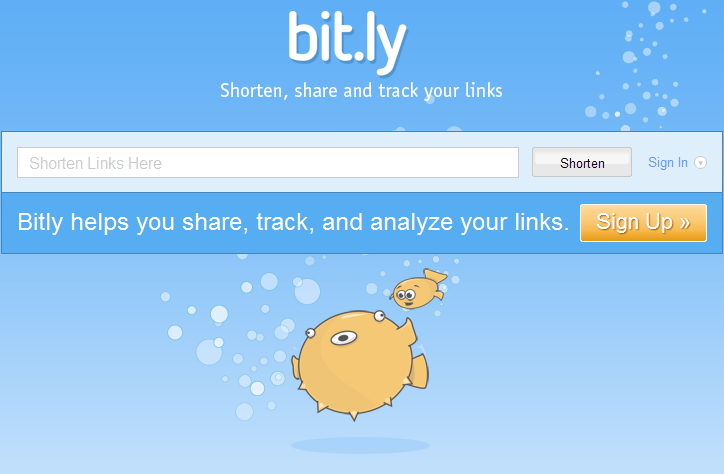 bit.ly
Shorten, share and track your links
Shorten Links Here
Shorten
Sign In
Bitly helps you share, track, and analyze your links.
Sign Up »